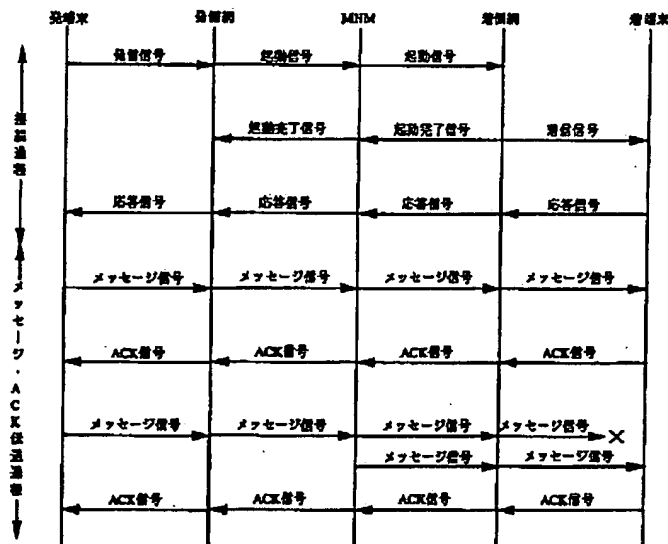 発端末 発信網 MHM 着信網 着端末
発信信号 起動信号 起動信号
起動完了信号 起動完了信号 着信信号
接続過程
応答信号 応答信号 応答信号 応答信号
メッセージ信号 メッセージ信号 メッセージ信号 メッセージ信号
ACK信号 ACK信号 ACK信号 ACK信号
メッセージ・ACK伝送過程
メッセージ信号 メッセージ信号 メッセージ信号 メッセージ信号 ×
メッセージ信号 メッセージ信号
ACK信号 ACK信号 ACK信号 ACK信号